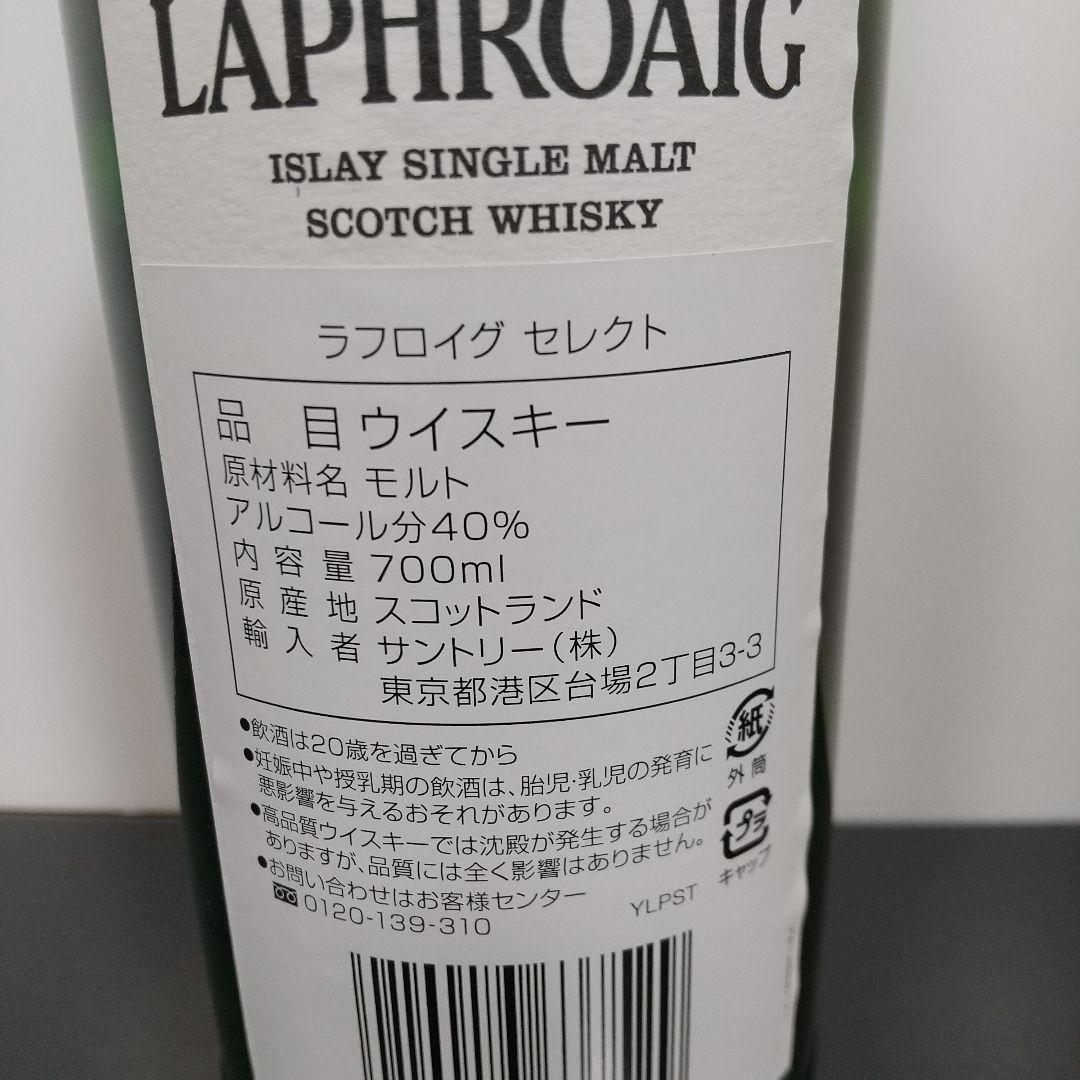 LAPHROAIG
ISLAY SINGLE MALT
SCOTCH WHISKY
ラフロイグ セレクト
品 目 ウイスキー
原材料名 モルト
アルコール分40%
内容量 700ml
原産地 スコットランド
輸入者 サントリー(株)
東京都港区台場2丁目3-3
●飲酒は20歳を過ぎてから
●妊娠中や授乳期の飲酒は、胎児・乳児の発育に
悪影響を与えるおそれがあります。
●高品質ウイスキーでは沈殿が発生する場合が
ありますが、品質には全く影響はありません。
●お問い合わせはお客様センター
0120-139-310
YLPST
紙
外筒
プラ
キャップ